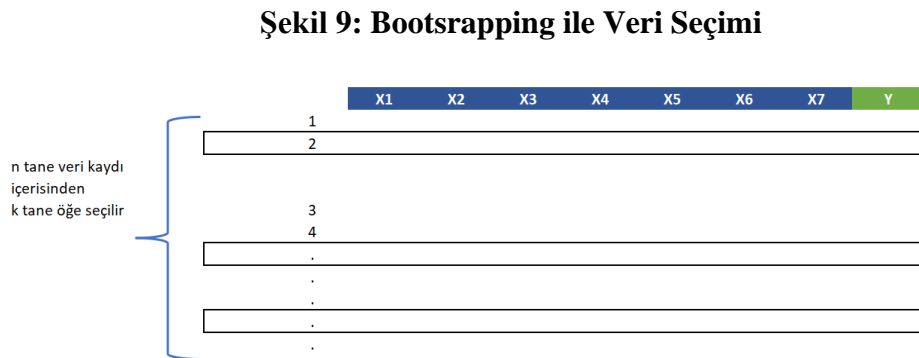 Şekil 9: Bootsrapping ile Veri Seçimi
X1 X2 X3 X4 X5 X6 X7 Y
1
2
n tane veri kaydı
içerisinden
k tane öğe seçilir
3
4
.
.
.
.
.